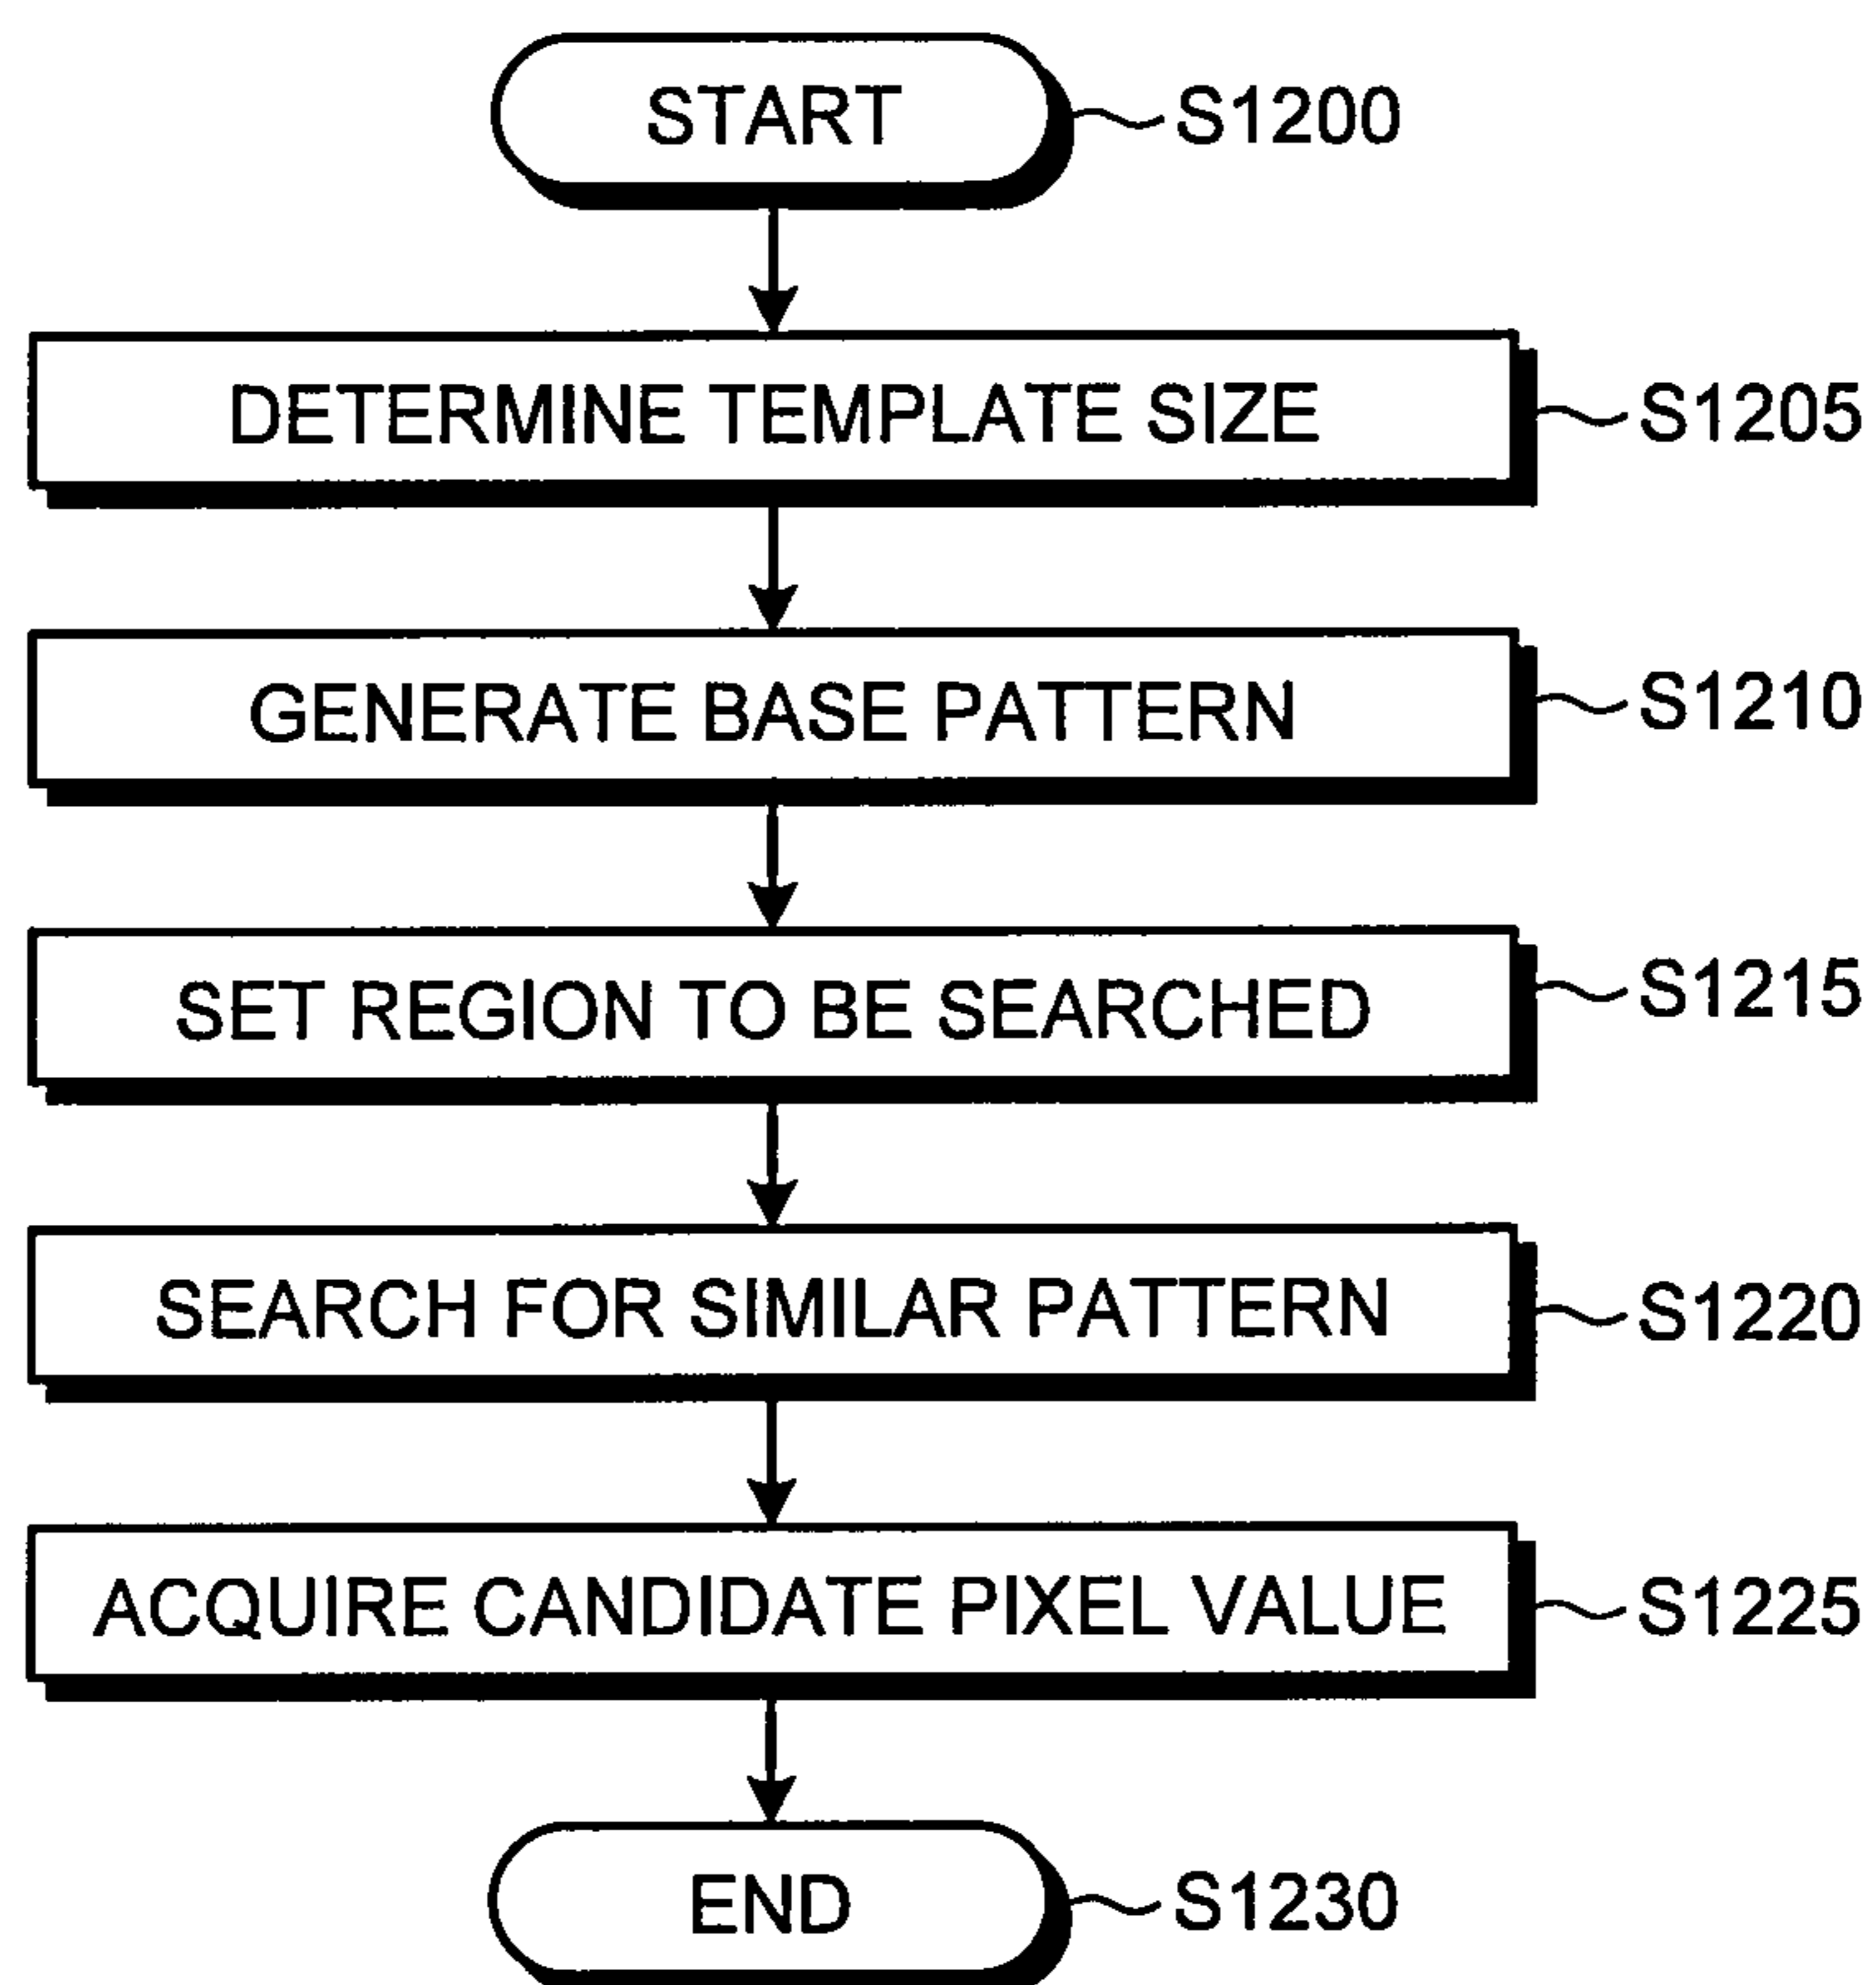 START S1200
DETERMINE TEMPLATE SIZE S1205
GENERATE BASE PATTERN S1210
SET REGION TO BE SEARCHED S1215
SEARCH FOR SIMILAR PATTERN S1220
ACQUIRE CANDIDATE PIXEL VALUE S1225
END S1230